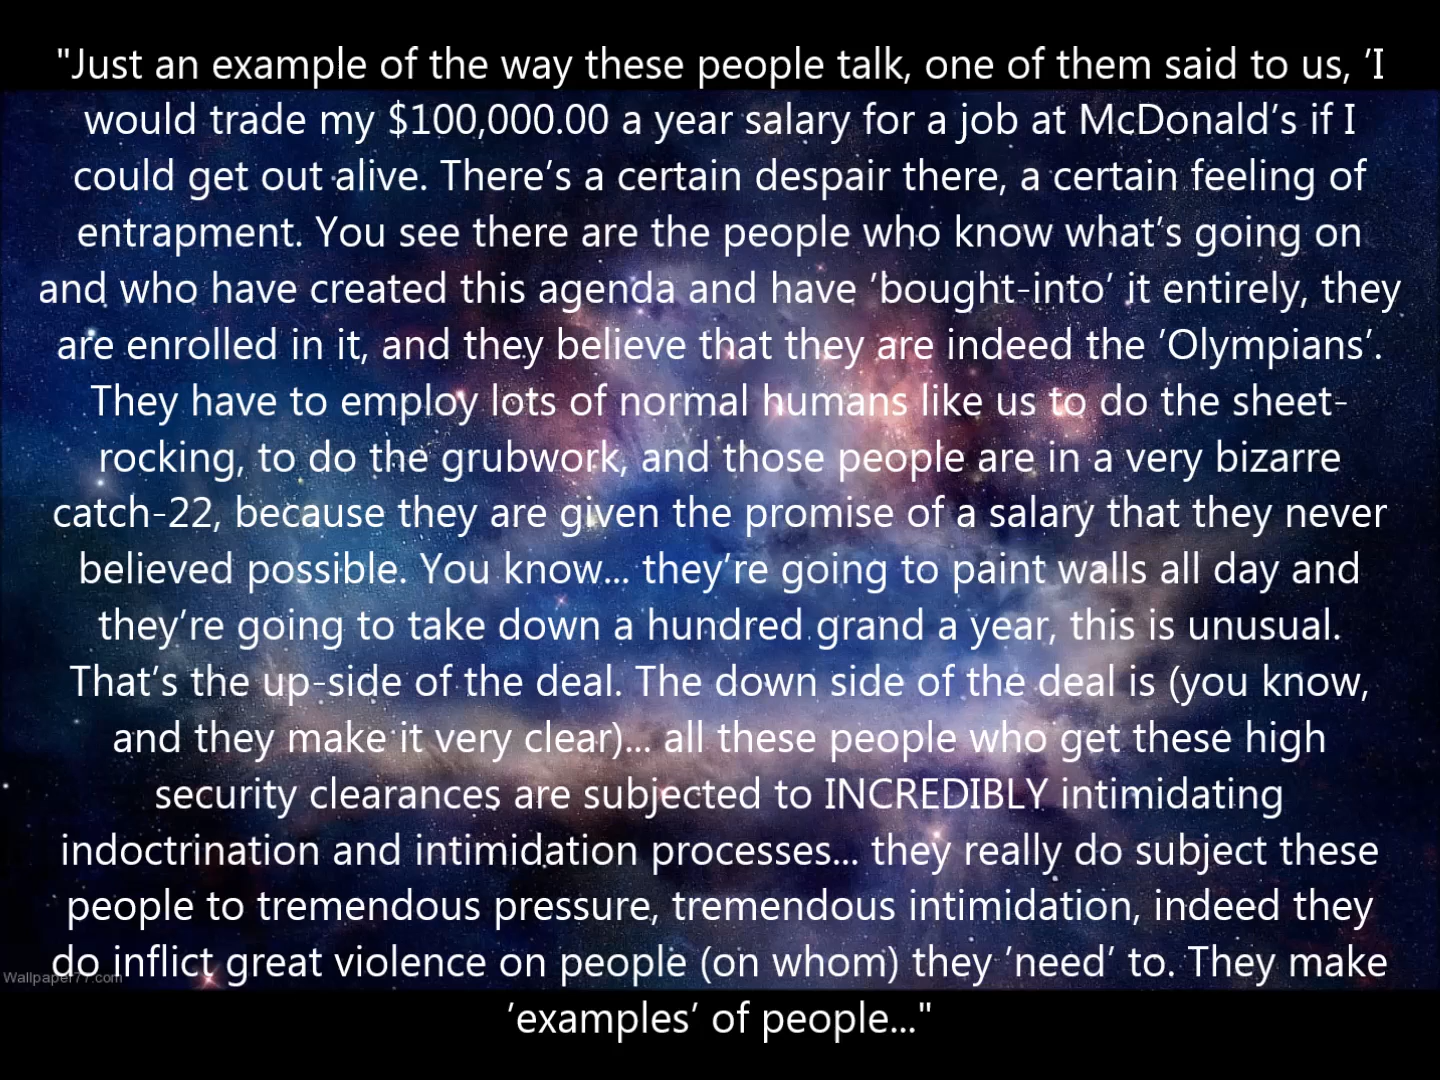 "Just an example of the way these people talk, one of them said to us, ’I
would trade my $100,000.00 a year salary for a job at McDonald’s if I
could get out alive. There’s a certain despair there, a certain feeling of
entrapment. You see there are the people who know what’s going on
and who have created this agenda and have ’bought-into’ it entirely, they
are enrolled in it, and they believe that they are indeed the ’Olympians’.
They have to employ lots of normal humans like us to do the sheet-
rocking, to do the grubwork, and those people are in a very bizarre
catch-22, because they are given the promise of a salary that they never
believed possible. You know... they’re going to paint walls all day and
they’re going to take down a hundred grand a year, this is unusual.
That’s the up-side of the deal. The down side of the deal is (you know,
and they make it very clear)... all these people who get these high
security clearances are subjected to INCREDIBLY intimidating
indoctrination and intimidation processes... they really do subject these
people to tremendous pressure, tremendous intimidation, indeed they
do inflict great violence on people (on whom) they ’need’ to. They make
’examples’ of people..."
Wallpaper77.com